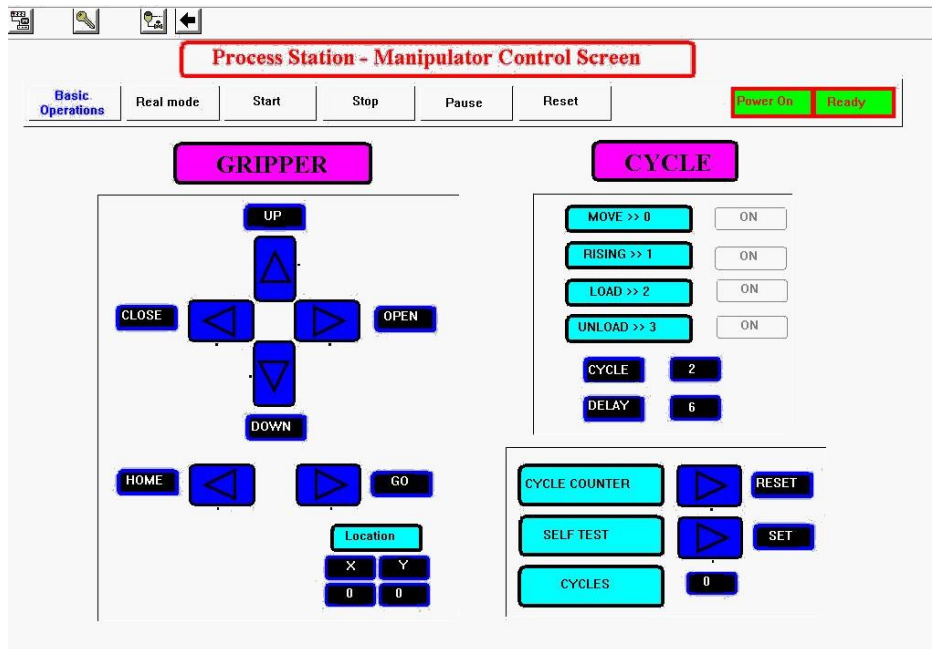 Process Station - Manipulator Control Screen
Basic Operations Real mode Start Stop Pause Reset Power On Ready
GRIPPER
UP
CLOSE OPEN
DOWN
HOME GO
Location
X Y
0 0
CYCLE
MOVE >> 0 ON
RISING >> 1 ON
LOAD >> 2 ON
UNLOAD >> 3 ON
CYCLE 2
DELAY 6
CYCLE COUNTER RESET
SELF TEST SET
CYCLES 0